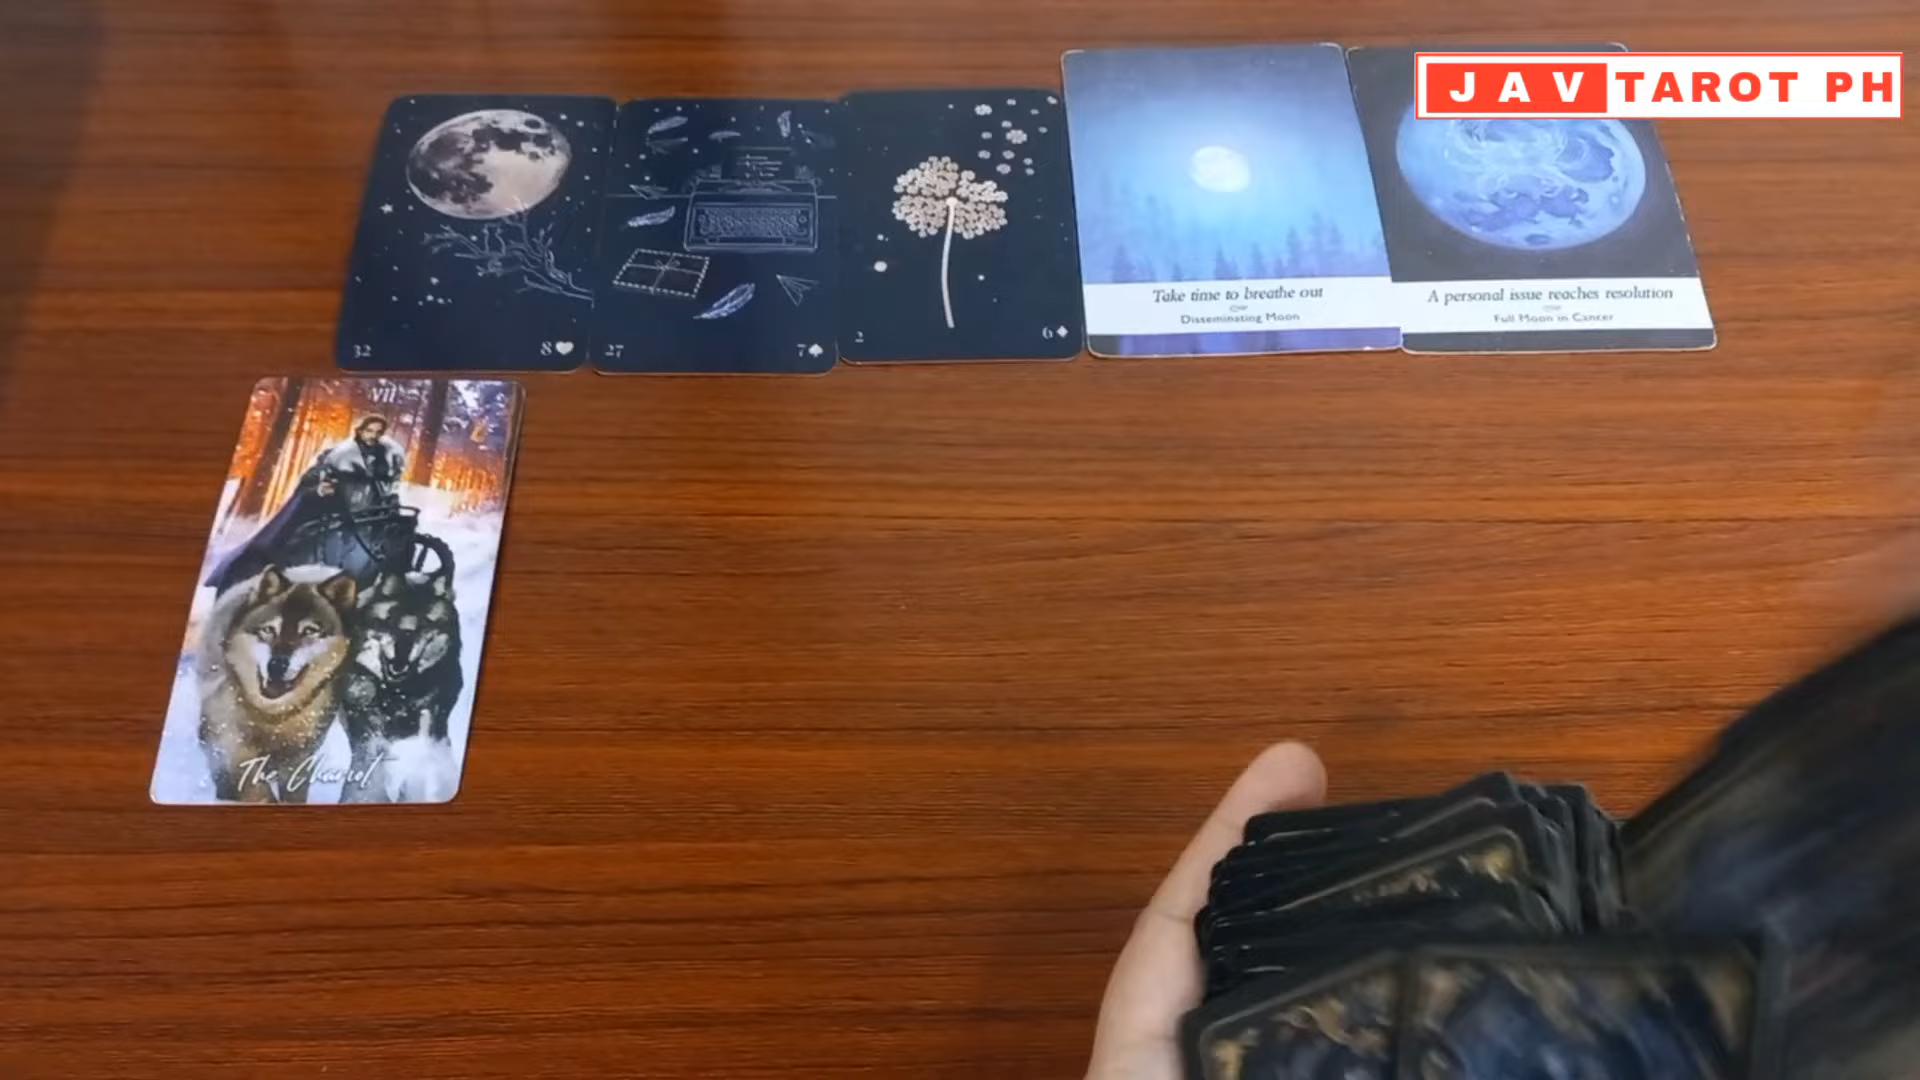 JAV TAROT PH
32
8
27
7
2
6
Take time to breathe out
Disseminating Moon
A personal issue reaches resolution
Full Moon in Cancer
VII
The Chariot